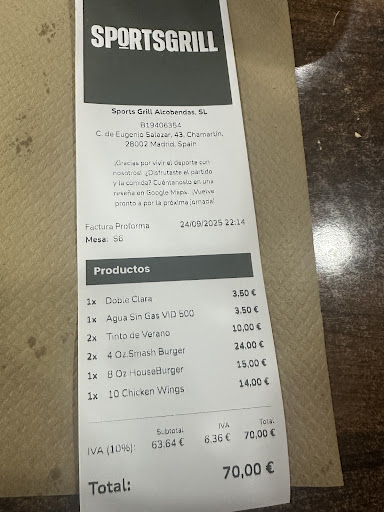 SPORTSGRILL
Sports Grill Alcobendas, SL
B19406354
C. de Eugenio Salazar, 43, Chamartín,
28002 Madrid, Spain
¡Gracias por vivir el deporte con
nosotros! ¿Disfrutaste el partido
y la comida? Cuéntanoslo en una
reseña en Google Maps. ¡Vuelve
pronto a por la próxima jornada!
Factura Proforma 24/09/2025 22:14
Mesa: S6
Productos
1x Doble Clara 3,50 €
1x Agua Sin Gas VID 500 3,50 €
2x Tinto de Verano 10,00 €
2x 4 Oz.Smash Burger 24,00 €
1x 8 Oz HouseBurger 15,00 €
1x 10 Chicken Wings 14,00 €
Subtotal IVA Total
IVA (10%): 63,64 € 6,36 € 70,00 €
Total: 70,00 €